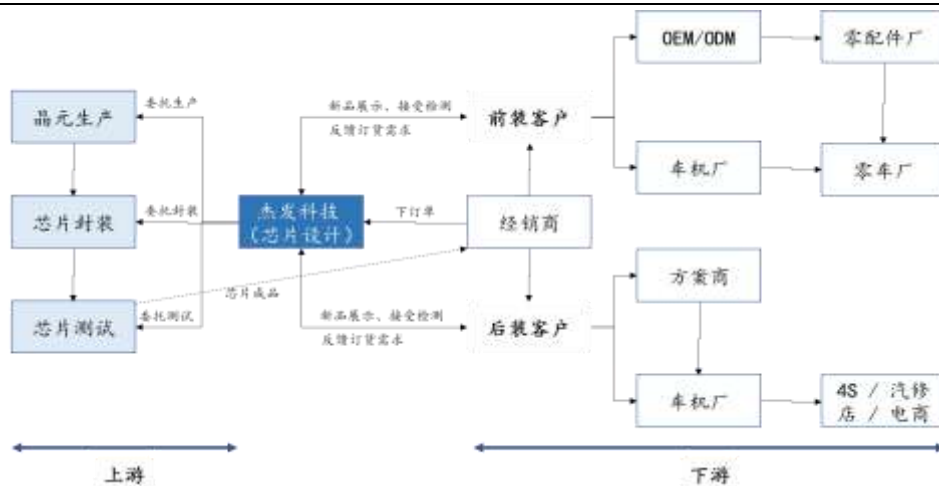 OEM/ODM
零配件厂
晶元生产
委托生产
新品展示、接受检测
反馈订货需求
前装客户
车机厂
零车厂
芯片封装
委托封装
杰发科技
（芯片设计）
下订单
经销商
芯片成品
方案商
芯片测试
委托测试
新品展示、接受检测
反馈订货需求
后装客户
车机厂
4S / 汽修
店 / 电商
上游
下游